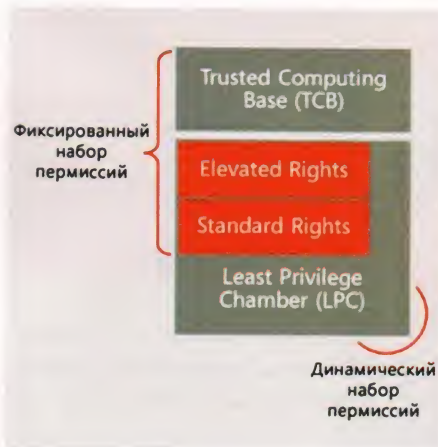 Trusted Computing
Base (TCB)
Фиксированный
набор
пермиссий
Elevated Rights
Standard Rights
Least Privilege
Chamber (LPC)
Динамический
набор
пермиссий